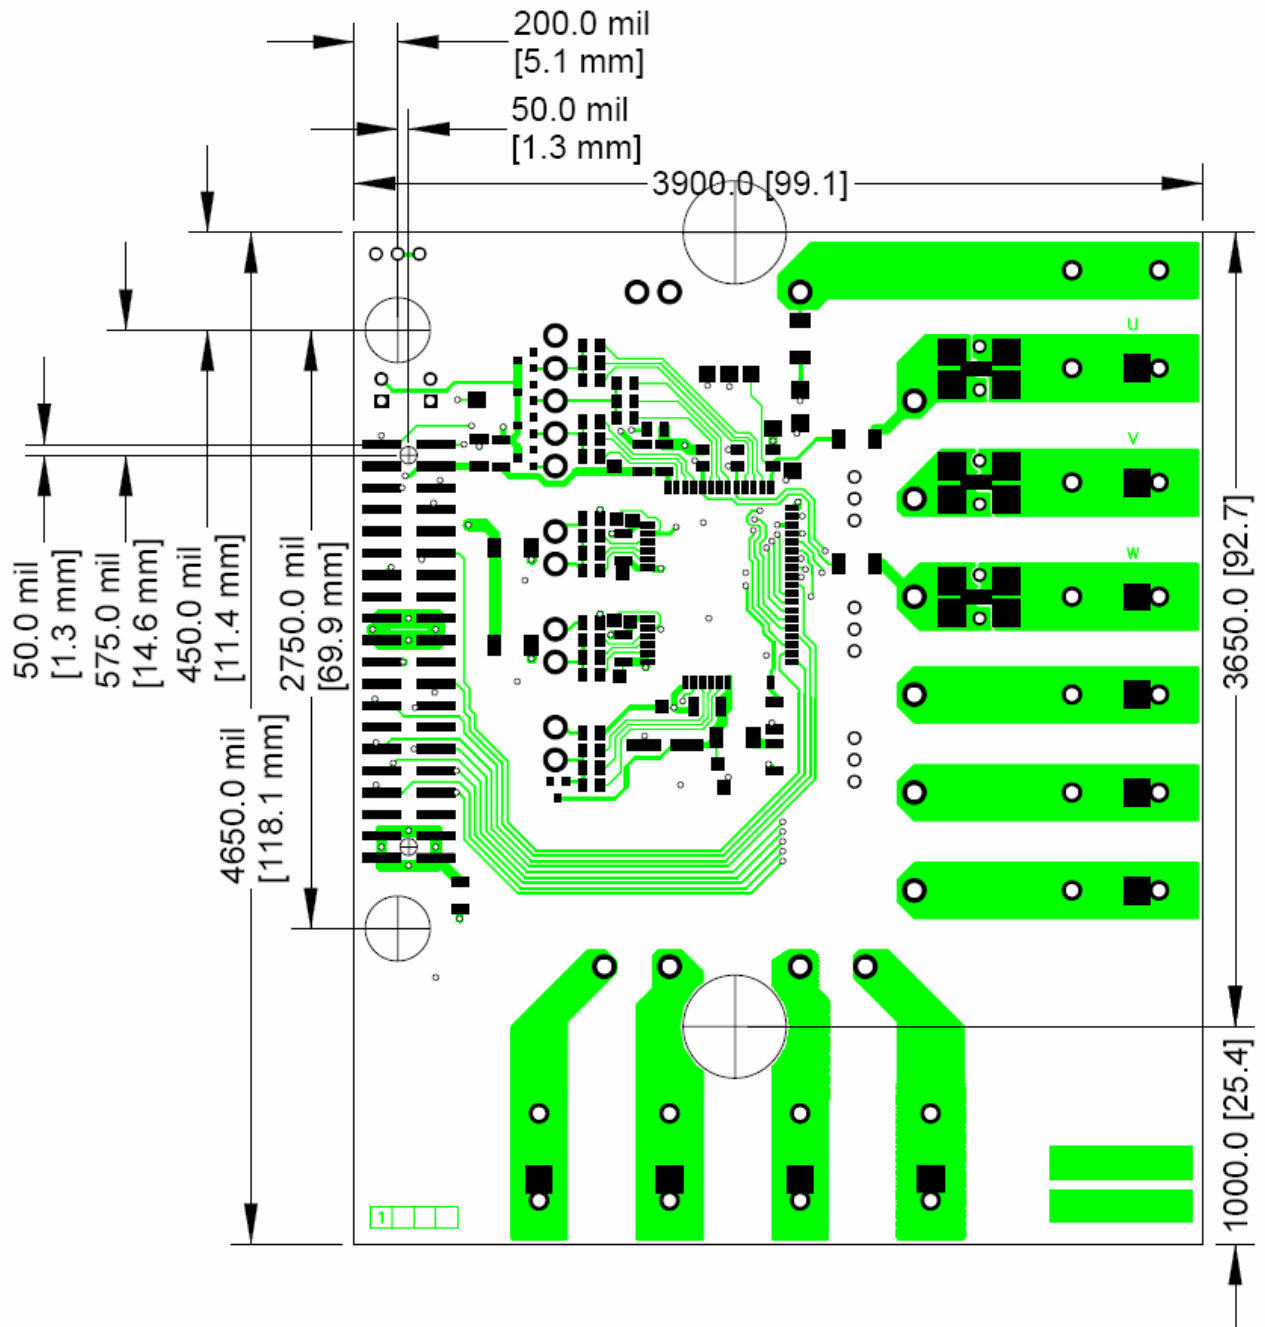 200.0 mil
[5.1 mm]
50.0 mil
[1.3 mm]
3900.0 [99.1]
U
V
W
50.0 mil
[1.3 mm]
5775.0 mil
[14.6 mm]
450.0 mil
[11.4 mm]
2750.0 mil
[69.9 mm]
4650.0 mil
[118.1 mm]
3650.0 [92.7]
1000.0 [25.4]
1